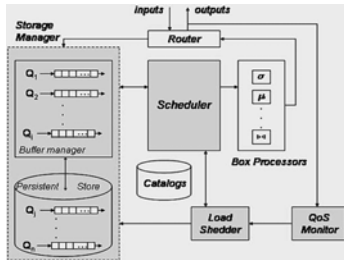 inputs outputs
Storage
Manager
Router
Q1
Q2
Qi
Buffer manager
Scheduler
σ
μ
⋈
Box Processors
Persistent Store
Qj
Qn
Catalogs
Load
Shedder
QoS
Monitor